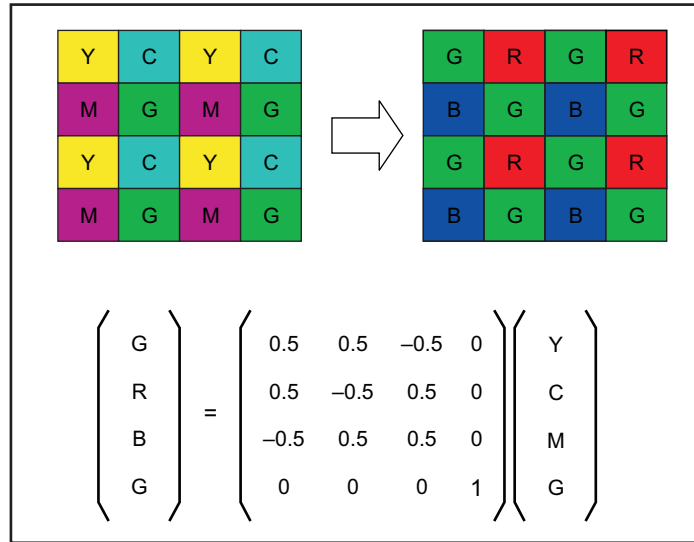 Y C Y C G R G R
M G M G B G B G
Y C Y C G R G R
M G M G B G B G
G 0.5 0.5 –0.5 0 Y
R 0.5 –0.5 0.5 0 C
=
B –0.5 0.5 0.5 0 M
G 0 0 0 1 G